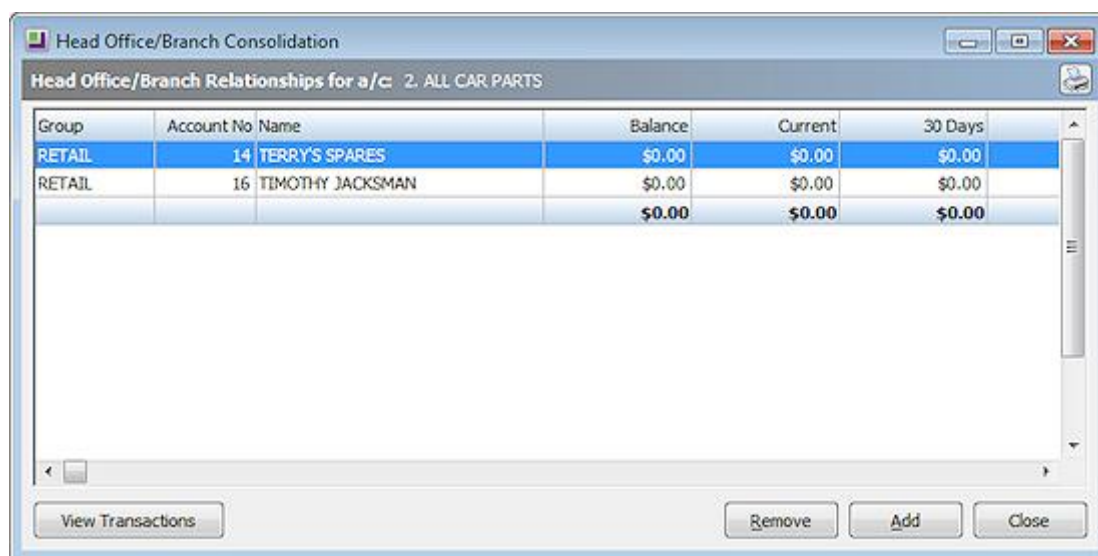 Head Office/Branch Consolidation
Head Office/Branch Relationships for a/c: 2. ALL CAR PARTS
Group Account No Name Balance Current 30 Days
RETAIL 14 TERRY'S SPARES $0.00 $0.00 $0.00
RETAIL 16 TIMOTHY JACKSMAN $0.00 $0.00 $0.00
$0.00 $0.00 $0.00
View Transactions Remove Add Close